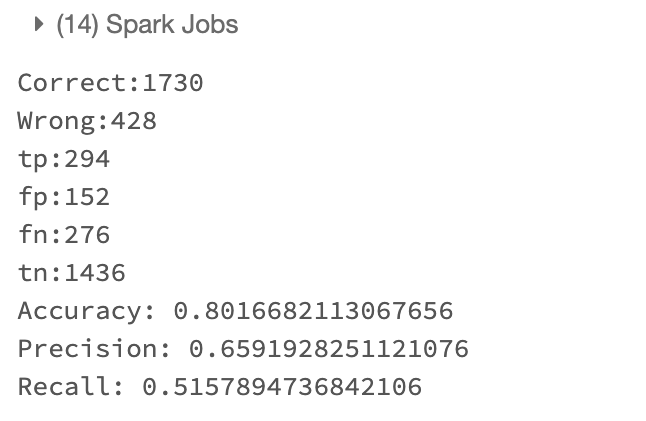 (14) Spark Jobs
Correct:1730
Wrong:428
tp:294
fp:152
fn:276
tn:1436
Accuracy: 0.8016682113067656
Precision: 0.6591928251121076
Recall: 0.5157894736842106